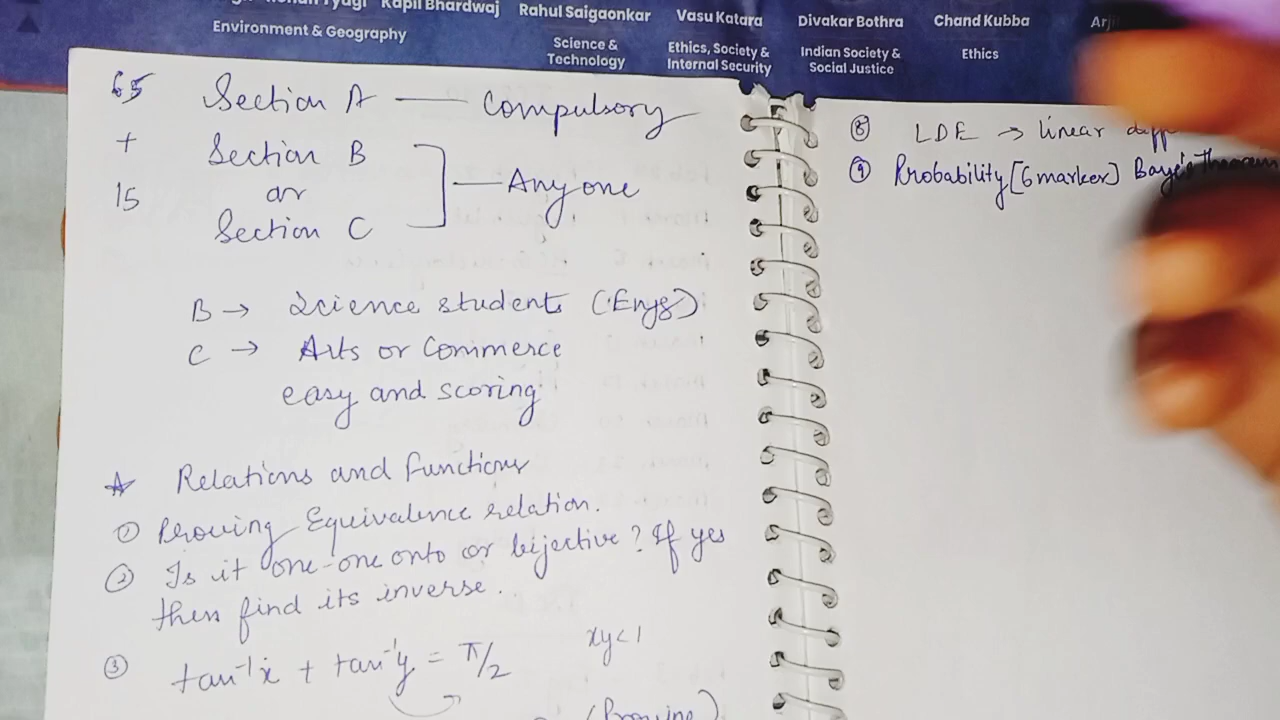 Kapil Bhardwaj
Rahul Saigaonkar
Vasu Katara
Divakar Bothra
Chand Kubba
Environment & Geography
Science &
Technology
Ethics, Society &
Internal Security
Indian Society &
Social Justice
Ethics
65 Section A — Compulsory
+ Section B
15 or — Any one
Section C
B → Science students (Engg)
C → Arts or Commerce
easy and scoring
☆ Relations and functions
① Proving Equivalence relation.
② Is it one-one onto or bijective? If yes
then find its inverse.
③ tan⁻¹x + tan⁻¹y = π/2 xy<1
(Proving)
⑧ LDE → linear diff
⑨ Probability [6 marker] Baye's Theorem